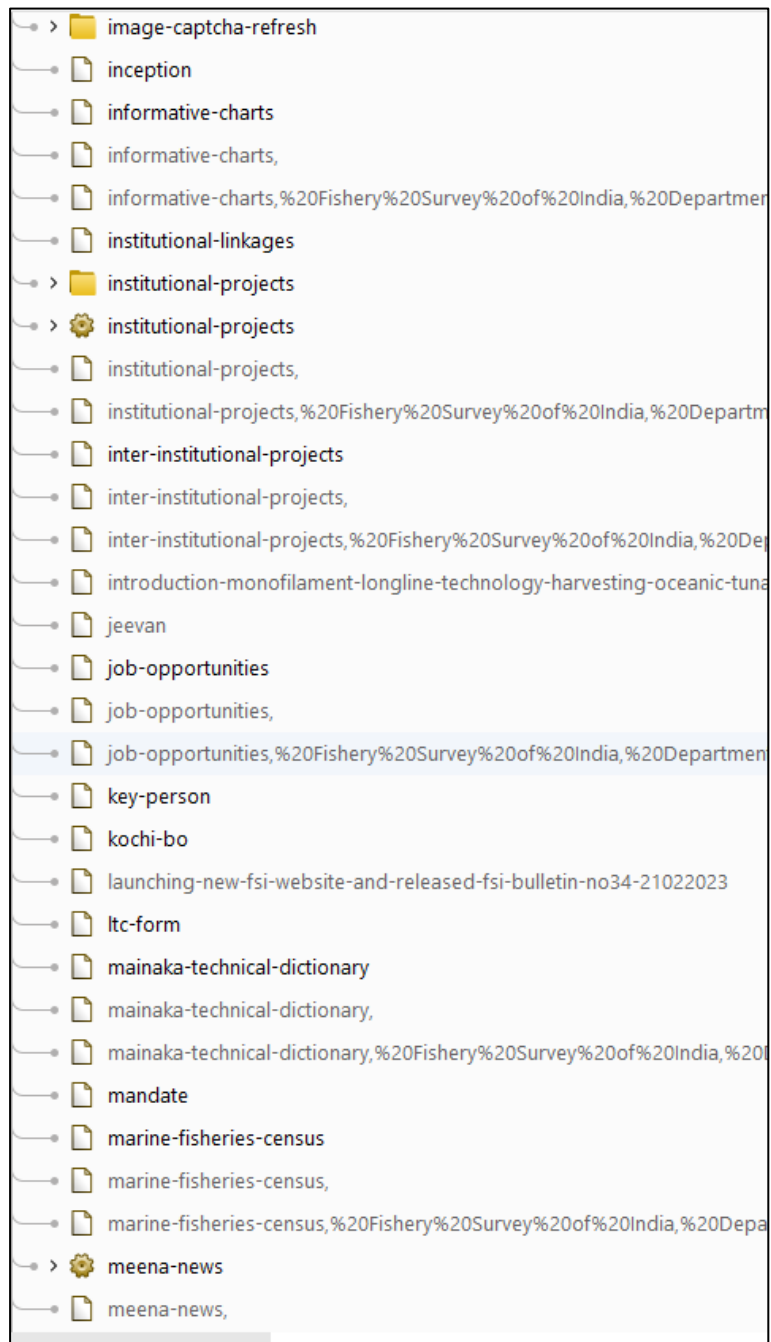 image-captcha-refresh
inception
informative-charts
informative-charts,
informative-charts,%20Fishery%20Survey%20of%20India,%20Departmen
institutional-linkages
institutional-projects
institutional-projects
institutional-projects,
institutional-projects,%20Fishery%20Survey%20of%20India,%20Departm
inter-institutional-projects
inter-institutional-projects,
inter-institutional-projects,%20Fishery%20Survey%20of%20India,%20Dep
introduction-monofilament-longline-technology-harvesting-oceanic-tuna
jeevan
job-opportunities
job-opportunities,
job-opportunities,%20Fishery%20Survey%20of%20India,%20Department
key-person
kochi-bo
launching-new-fsi-website-and-released-fsi-bulletin-no34-21022023
ltc-form
mainaka-technical-dictionary
mainaka-technical-dictionary,
mainaka-technical-dictionary,%20Fishery%20Survey%20of%20India,%20D
mandate
marine-fisheries-census
marine-fisheries-census,
marine-fisheries-census,%20Fishery%20Survey%20of%20India,%20Depa
meena-news
meena-news,